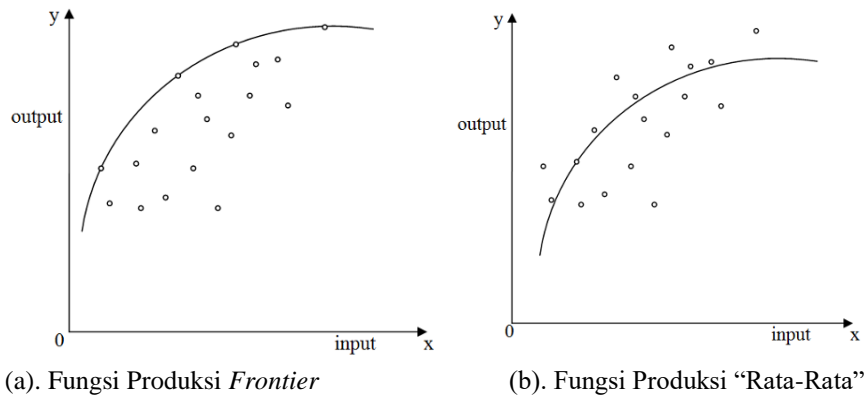 y
output
0
input
x
(a). Fungsi Produksi Frontier
y
output
0
input
x
(b). Fungsi Produksi “Rata-Rata”